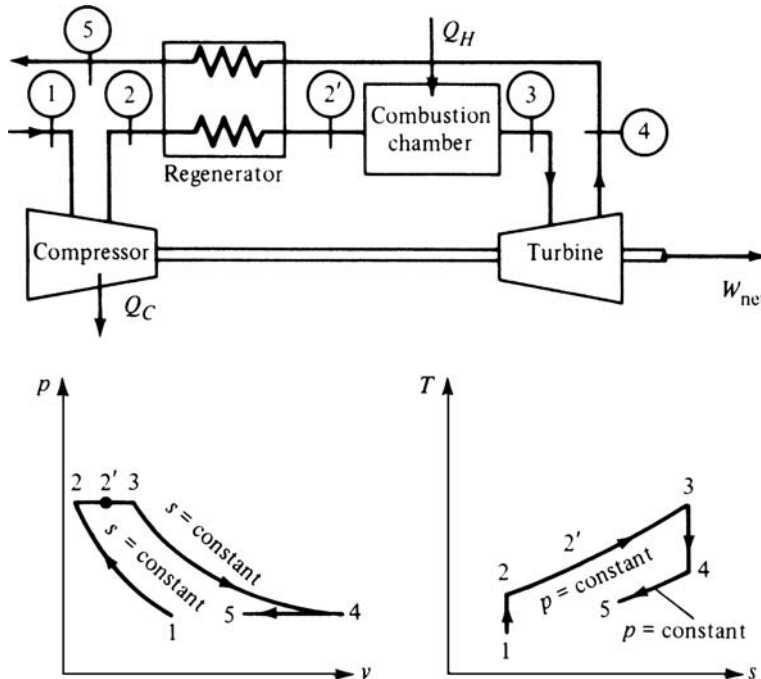 5
Q_H
1
2
2'
3
4
Combustion
chamber
Regenerator
Compressor
Turbine
Q_C
W_net
p
2 2' 3
s = constant
s = constant
1
5
4
v
T
3
2'
2
p = constant
4
5
1
p = constant
s